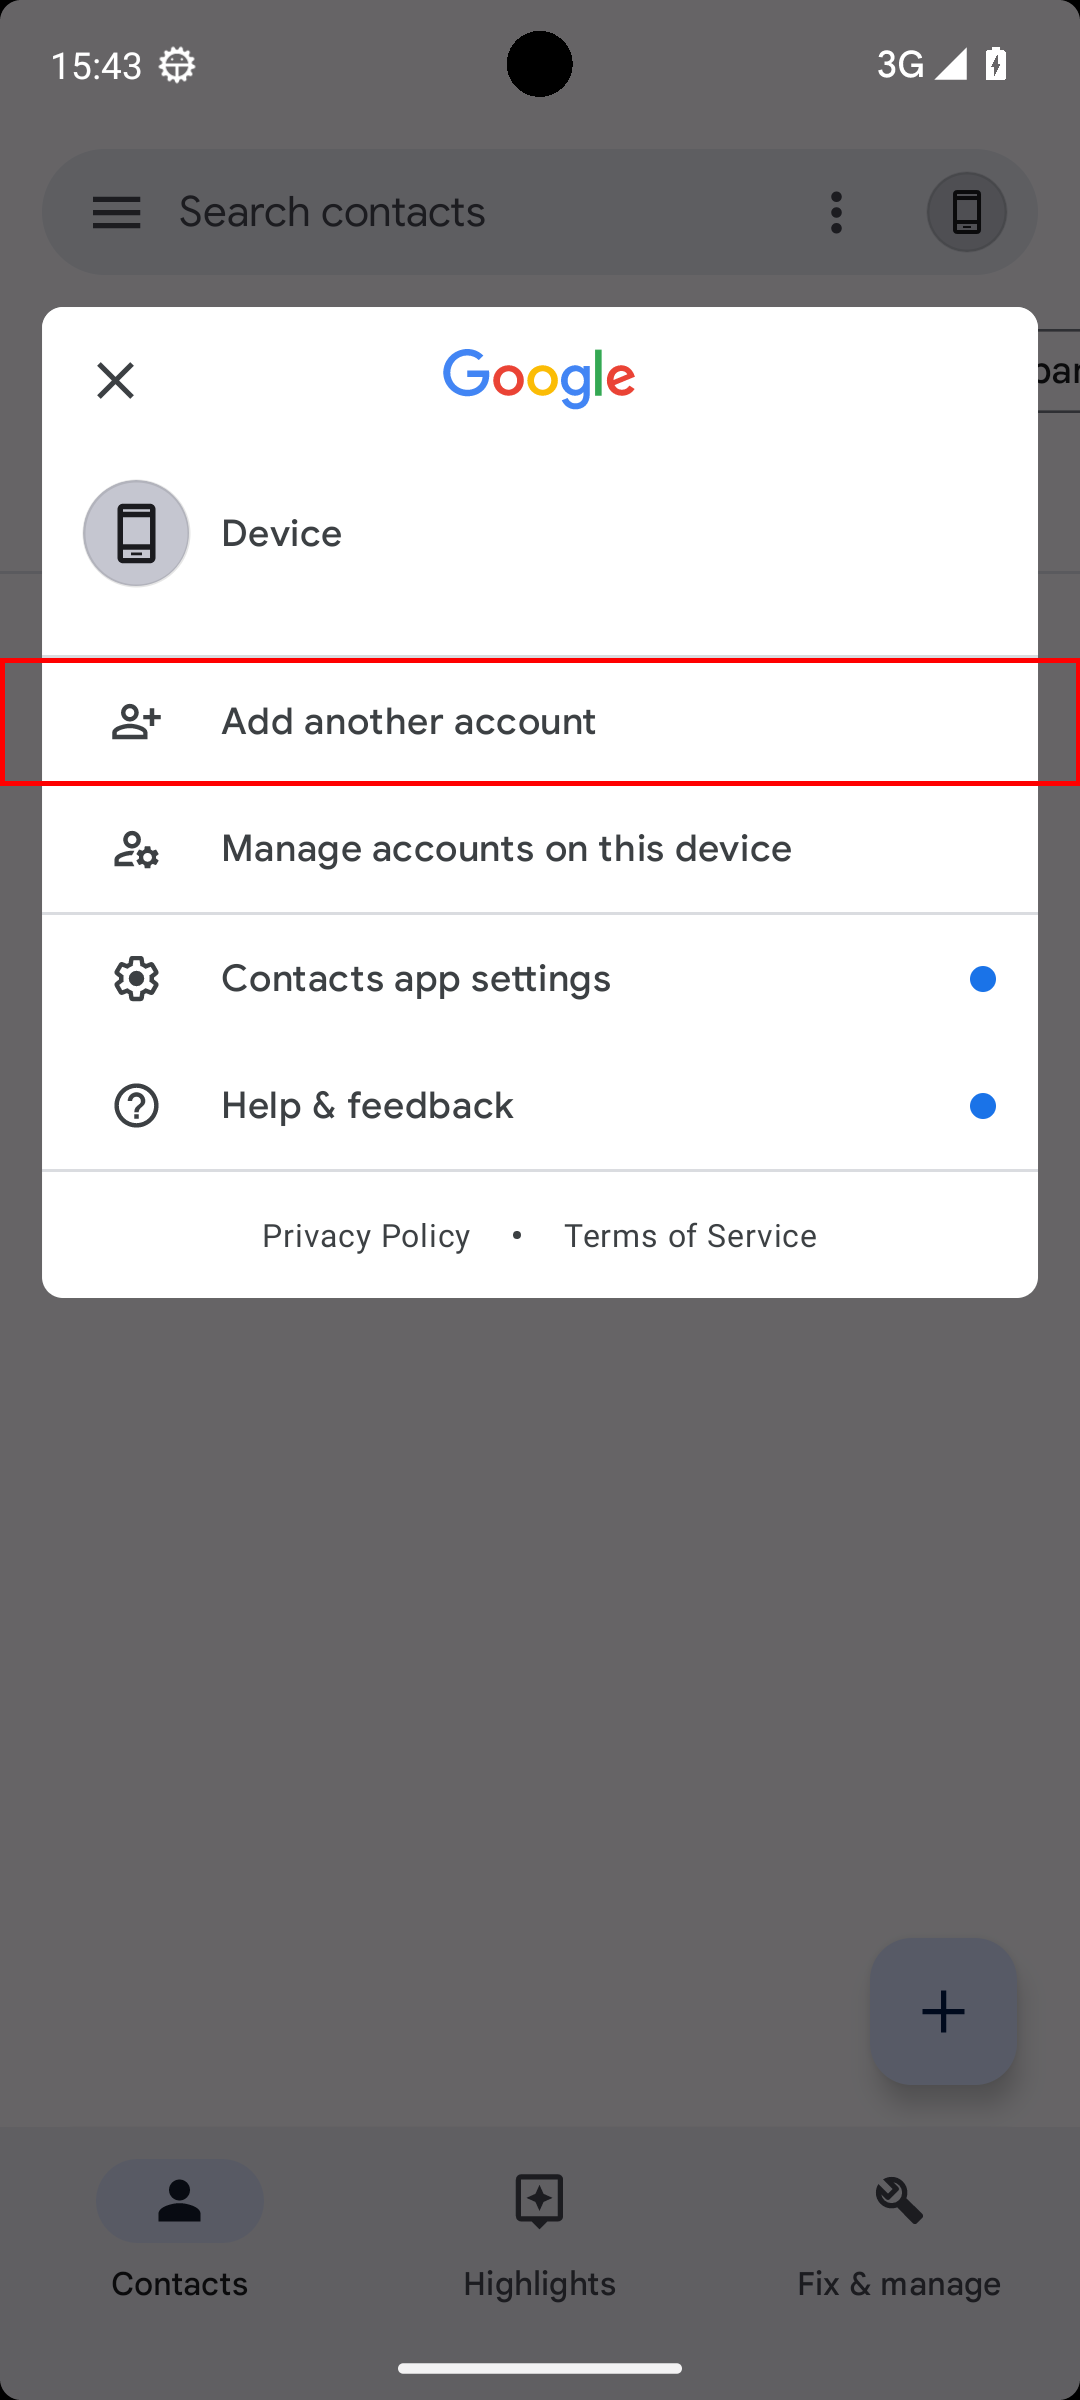 15:43
3G
Search contacts
Google
Device
Add another account
Manage accounts on this device
Contacts app settings
Help & feedback
Privacy Policy • Terms of Service
Contacts
Highlights
Fix & manage